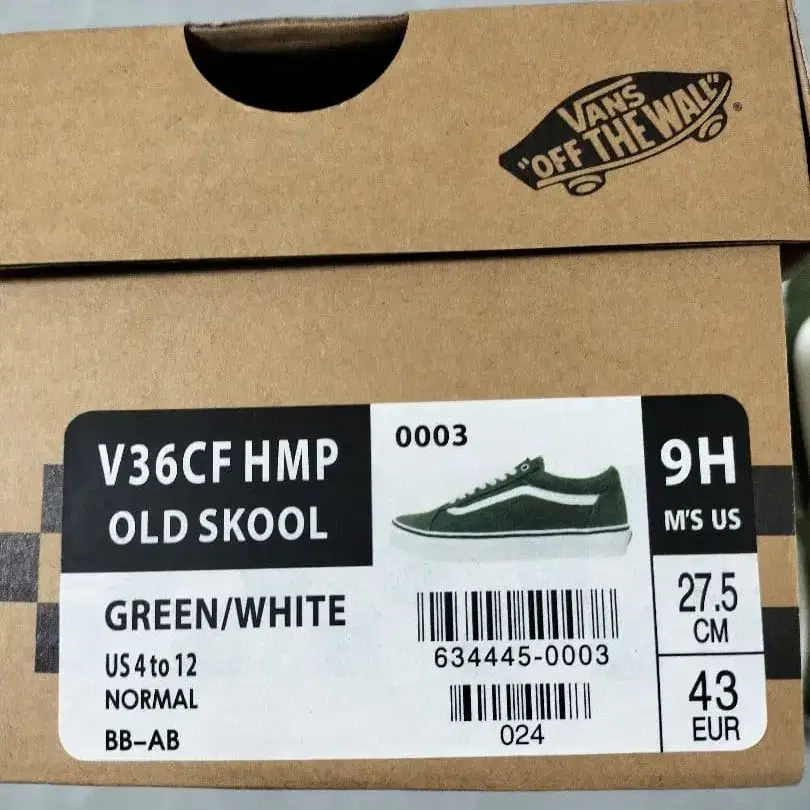 VANS
"OFF THE WALL"
®
V36CF HMP
OLD SKOOL
0003
9H
M'S US
GREEN/WHITE
US 4 to 12
NORMAL
BB-AB
634445-0003
024
27.5
CM
43
EUR